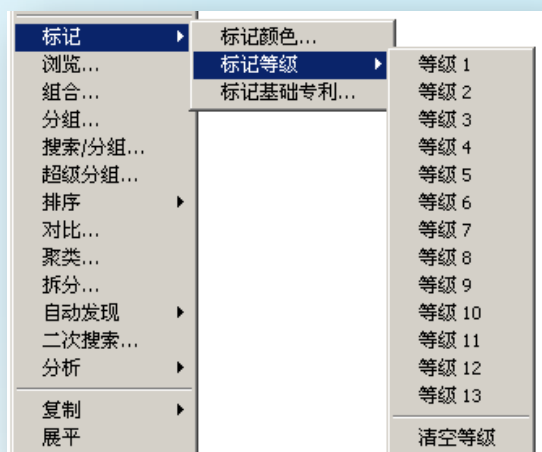 标记
浏览...
组合...
分组...
搜索/分组...
超级分组...
排序
对比...
聚类...
拆分...
自动发现
二次搜索...
分析
复制
展平
标记颜色...
标记等级
标记基础专利...
等级 1
等级 2
等级 3
等级 4
等级 5
等级 6
等级 7
等级 8
等级 9
等级 10
等级 11
等级 12
等级 13
清空等级